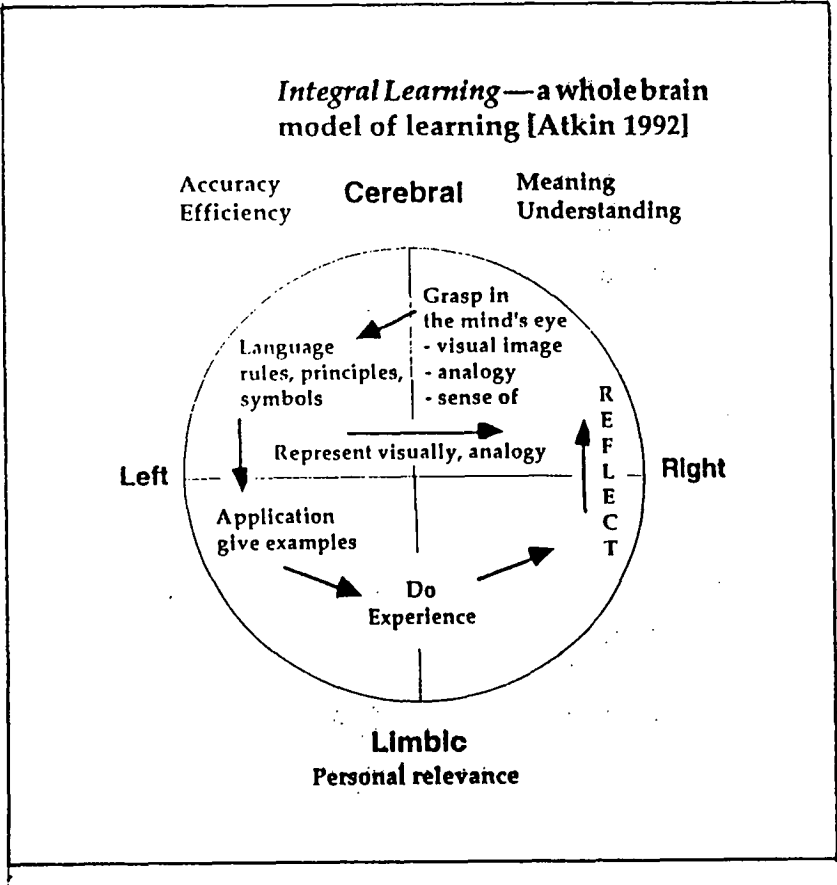 Integral Learning—a whole brain
model of learning [Atkin 1992]
Accuracy
Efficiency
Cerebral
Meaning
Understanding
Grasp in
the mind's eye
- visual image
- analogy
- sense of
Language
rules, principles,
symbols
REFLECT
Represent visually, analogy
Left
Right
Application
give examples
Do
Experience
Limbic
Personal relevance